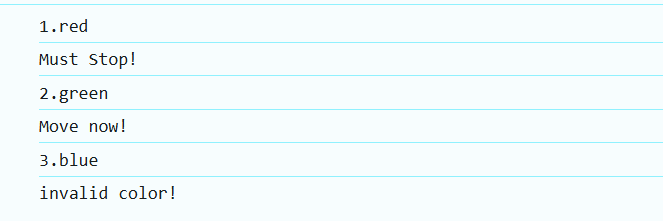 1.red
Must Stop!
2.green
Move now!
3.blue
invalid color!